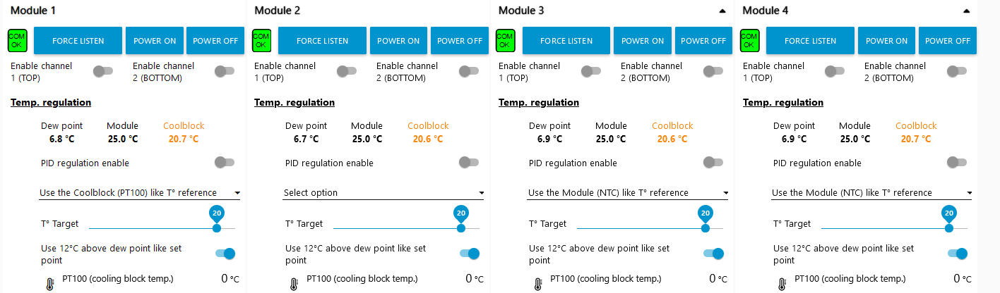 Module 1
COM
OK
FORCE LISTEN
POWER ON
POWER OFF
Enable channel
1 (TOP)
Enable channel
2 (BOTTOM)
Temp. regulation
Dew point
Module
Coolblock
6.8 °C
25.0 °C
20.7 °C
PID regulation enable
Use the Coolblock (PT100) like T° reference
20
T° Target
Use 12°C above dew point like set
point
PT100 (cooling block temp.)
0 °C
Module 2
COM
OK
FORCE LISTEN
POWER ON
POWER OFF
Enable channel
1 (TOP)
Enable channel
2 (BOTTOM)
Temp. regulation
Dew point
Module
Coolblock
6.7 °C
25.0 °C
20.6 °C
PID regulation enable
Select option
20
T° Target
Use 12°C above dew point like set
point
PT100 (cooling block temp.)
0 °C
Module 3
COM
OK
FORCE LISTEN
POWER ON
POWER OFF
Enable channel
1 (TOP)
Enable channel
2 (BOTTOM)
Temp. regulation
Dew point
Module
Coolblock
6.9 °C
25.0 °C
20.6 °C
PID regulation enable
Use the Module (NTC) like T° reference
20
T° Target
Use 12°C above dew point like set
point
PT100 (cooling block temp.)
0 °C
Module 4
COM
OK
FORCE LISTEN
POWER ON
POWER OFF
Enable channel
1 (TOP)
Enable channel
2 (BOTTOM)
Temp. regulation
Dew point
Module
Coolblock
6.9 °C
25.0 °C
20.7 °C
PID regulation enable
Use the Module (NTC) like T° reference
20
T° Target
Use 12°C above dew point like set
point
PT100 (cooling block temp.)
0 °C